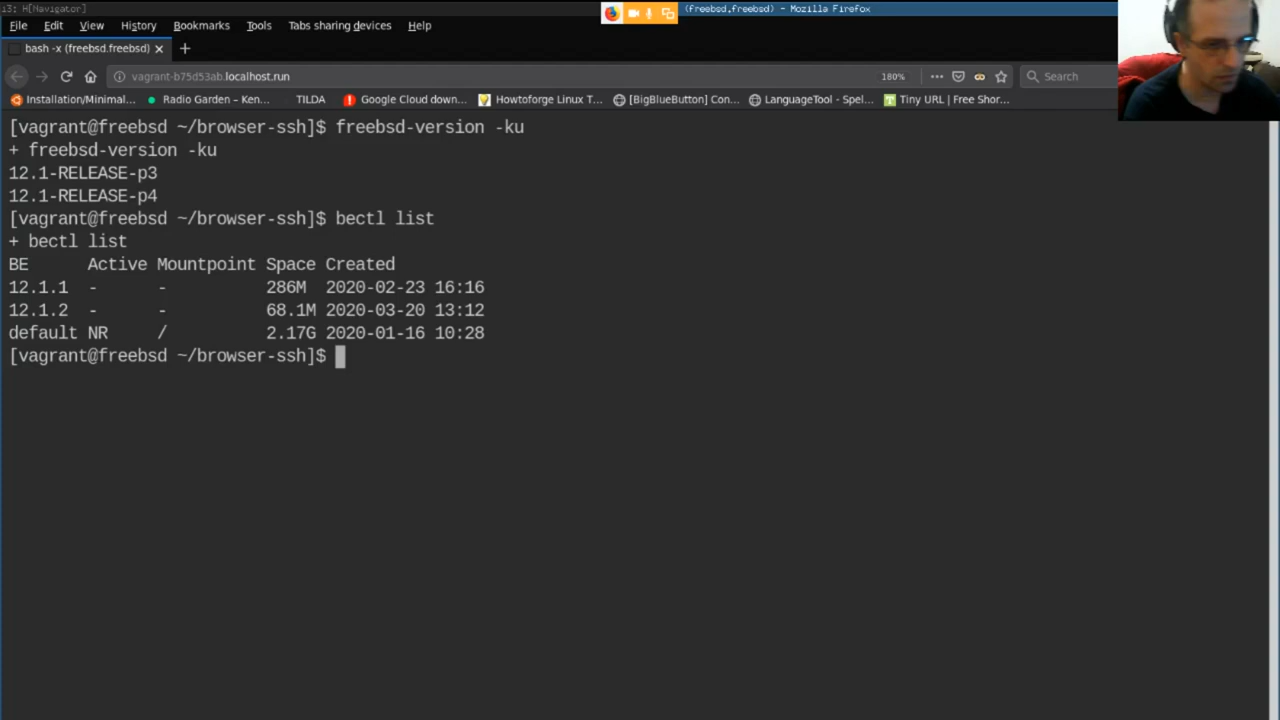 i3: H[Navigator]
(freebsd,freebsd) - Mozilla Firefox
File Edit View History Bookmarks Tools Tabs sharing devices Help
bash -x (freebsd.freebsd)
vagrant-b75d53ab.localhost.run 180% Search
Installation/Minimal... Radio Garden – Ken... TILDA Google Cloud down... Howtoforge Linux T... [BigBlueButton] Con... LanguageTool - Spel... Tiny URL | Free Shor...
[vagrant@freebsd ~/browser-ssh]$ freebsd-version -ku
+ freebsd-version -ku
12.1-RELEASE-p3
12.1-RELEASE-p4
[vagrant@freebsd ~/browser-ssh]$ bectl list
+ bectl list
BE Active Mountpoint Space Created
12.1.1 - - 286M 2020-02-23 16:16
12.1.2 - - 68.1M 2020-03-20 13:12
default NR / 2.17G 2020-01-16 10:28
[vagrant@freebsd ~/browser-ssh]$